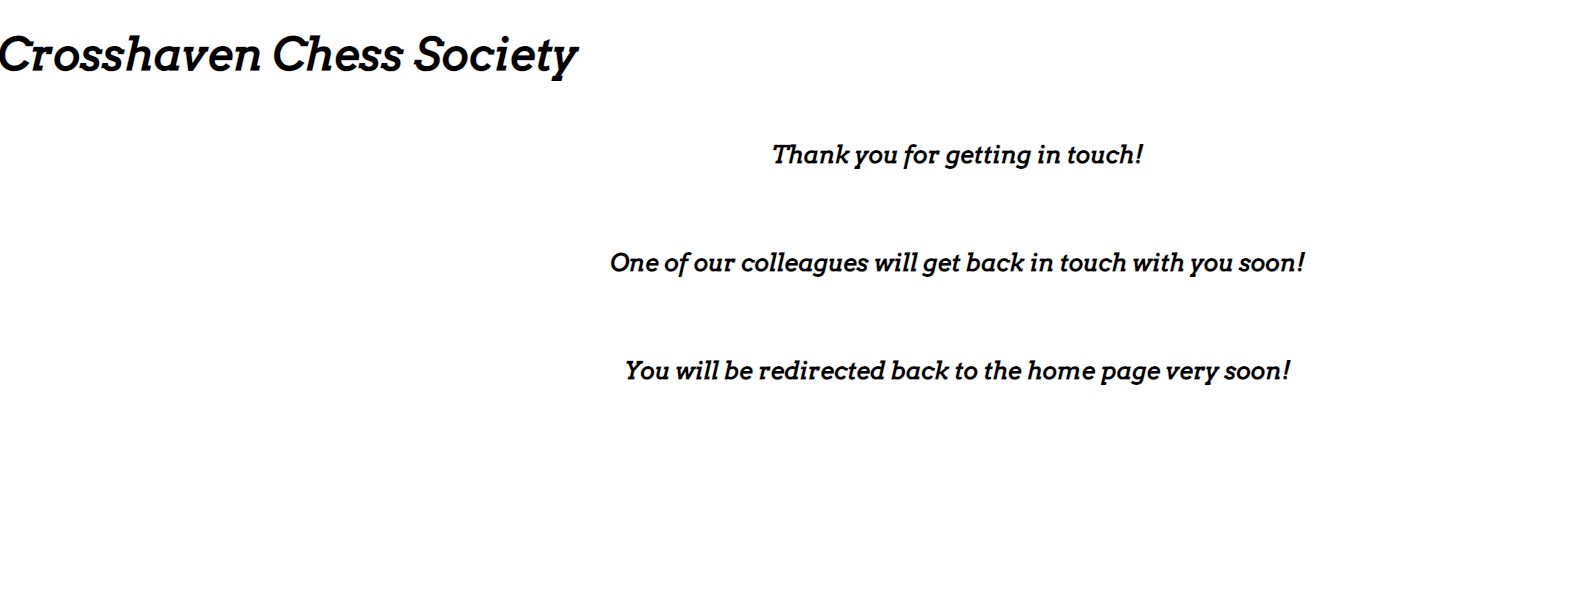 Crosshaven Chess Society
Thank you for getting in touch!
One of our colleagues will get back in touch with you soon!
You will be redirected back to the home page very soon!